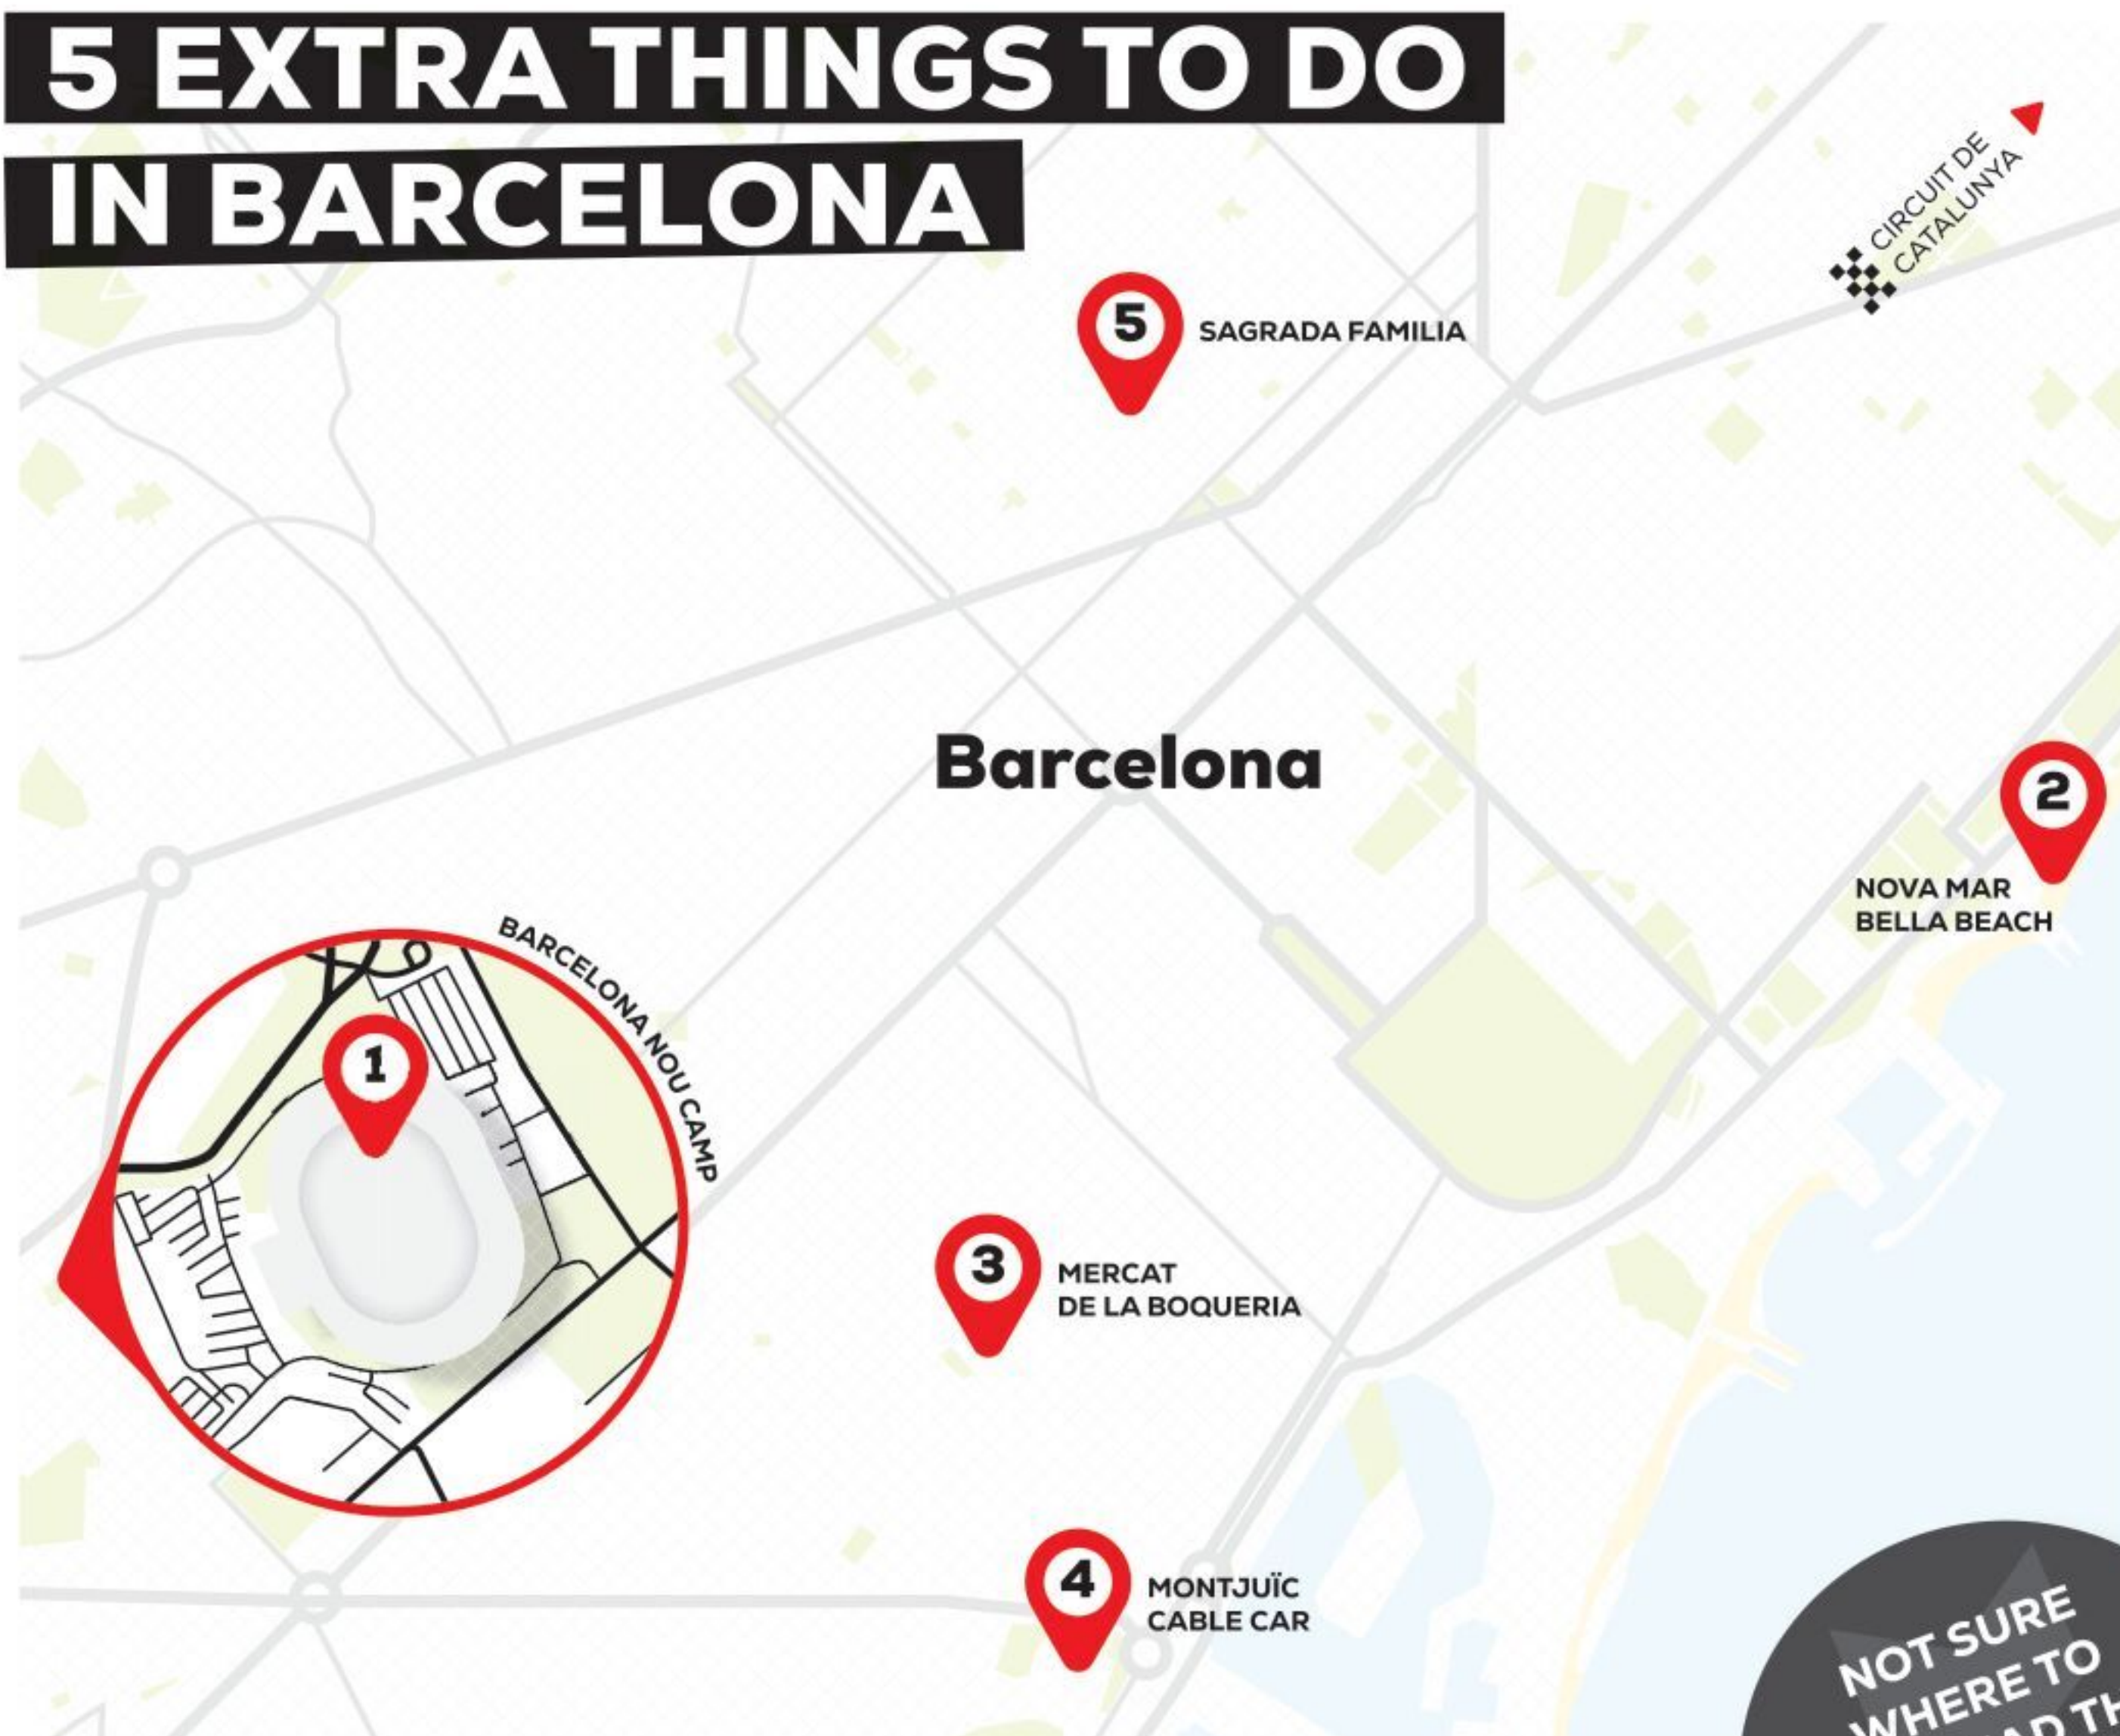 5 EXTRA THINGS TO DO
IN BARCELONA
CIRCUIT DE
CATALUNYA
5
SAGRADA FAMILIA
Barcelona
2
NOVA MAR
BELLA BEACH
BARCELONA NOU CAMP
1
3
MERCAT
DE LA BOQUERIA
4
MONTJUÏC
CABLE CAR
NOT SURE
WHERE TO